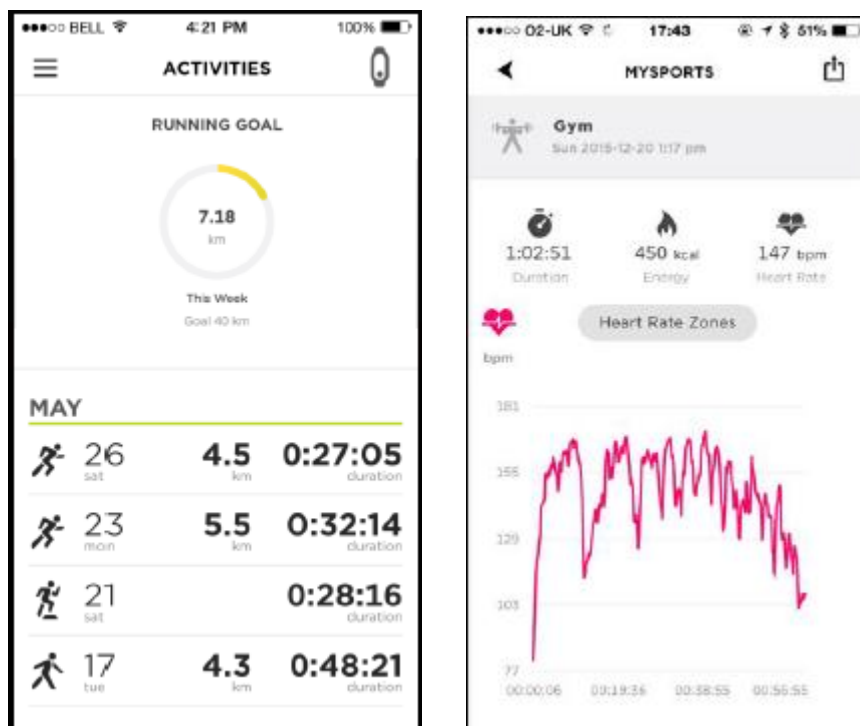 BELL 4:21 PM 100%
ACTIVITIES
RUNNING GOAL
7.18
km
This Week
Goal 40 km
MAY
26 4.5 0:27:05
sat km duration
23 5.5 0:32:14
mon km duration
21 0:28:16
sat duration
17 4.3 0:48:21
tue km duration
O2-UK 17:43 51%
MYSPORTS
Gym
Sun 2015-12-20 1:17 pm
1:02:51 450 kcal 147 bpm
Duration Energy Heart Rate
Heart Rate Zones
bpm
181
155
129
103
77
00:00:06 00:19:36 00:38:55 00:56:55